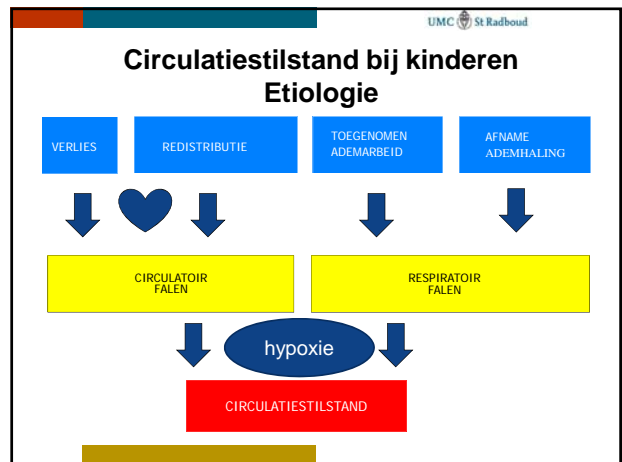 UMC St Radboud
Circulatiestilstand bij kinderen
Etiologie
VERLIES
REDISTRIBUTIE
TOEGENOMEN
ADEMARBEID
AFNAME
ADEMHALING
CIRCULATOIR
FALEN
RESPIRATOIR
FALEN
hypoxie
CIRCULATIESTILSTAND